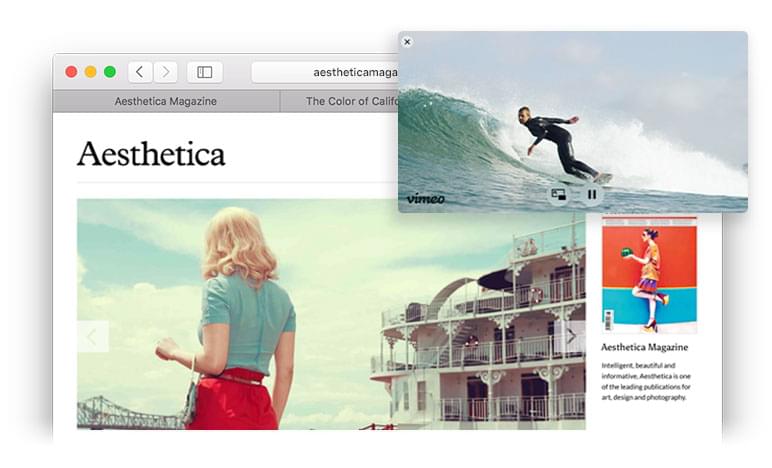 aestheticamaga
Aesthetica Magazine
The Color of Calif
vimeo
Aesthetica
Aesthetica Magazine
Intelligent, beautiful and
informative, Aesthetica is one
of the leading publications for
art, design and photography.